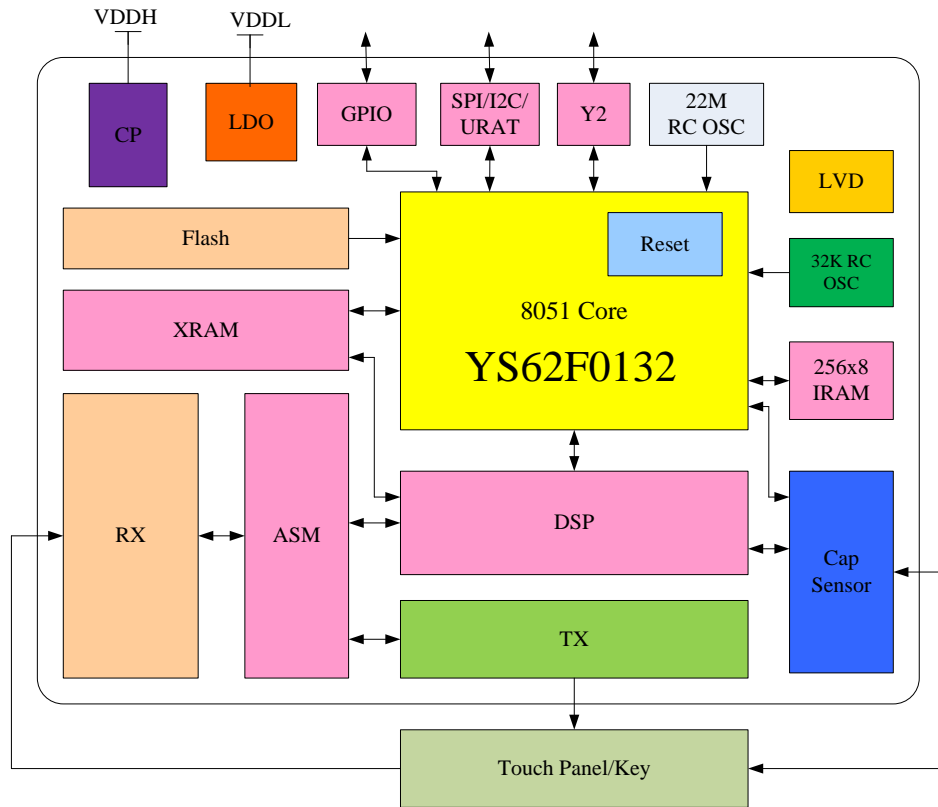 VDDH
VDDL
CP
LDO
GPIO
SPI/I2C/
URAT
Y2
22M
RC OSC
LVD
Flash
Reset
32K RC
OSC
XRAM
8051 Core
YS62F0132
256x8
IRAM
RX
ASM
DSP
Cap
Sensor
TX
Touch Panel/Key